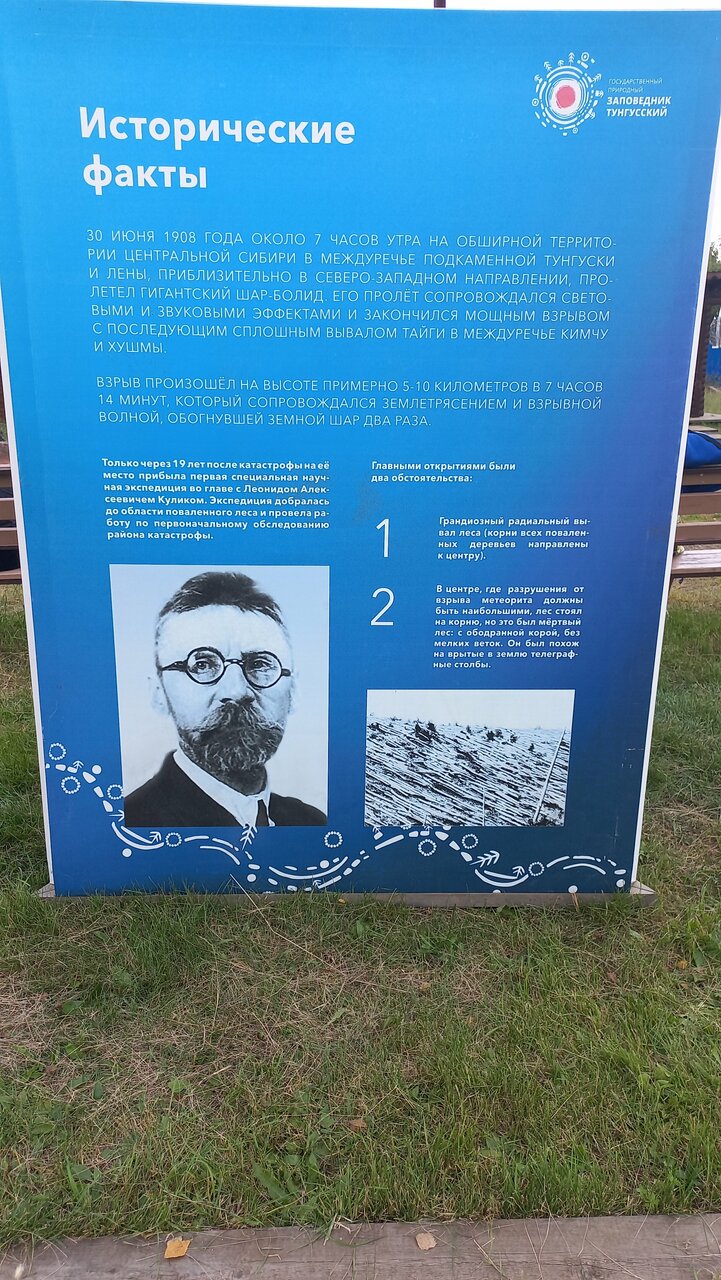 ГОСУДАРСТВЕННЫЙ
ПРИРОДНЫЙ
ЗАПОВЕДНИК
ТУНГУССКИЙ
Исторические
факты
30 ИЮНЯ 1908 ГОДА ОКОЛО 7 ЧАСОВ УТРА НА ОБШИРНОЙ ТЕРРИТО-
РИИ ЦЕНТРАЛЬНОЙ СИБИРИ В МЕЖДУРЕЧЬЕ ПОДКАМЕННОЙ ТУНГУСКИ
И ЛЕНЫ, ПРИБЛИЗИТЕЛЬНО В СЕВЕРО-ЗАПАДНОМ НАПРАВЛЕНИИ, ПРО-
ЛЕТЕЛ ГИГАНТСКИЙ ШАР-БОЛИД. ЕГО ПРОЛЁТ СОПРОВОЖДАЛСЯ СВЕТО-
ВЫМИ И ЗВУКОВЫМИ ЭФФЕКТАМИ И ЗАКОНЧИЛСЯ МОЩНЫМ ВЗРЫВОМ
С ПОСЛЕДУЮЩИМ СПЛОШНЫМ ВЫВАЛОМ ТАЙГИ В МЕЖДУРЕЧЬЕ КИМЧУ
И ХУШМЫ.
ВЗРЫВ ПРОИЗОШЁЛ НА ВЫСОТЕ ПРИМЕРНО 5-10 КИЛОМЕТРОВ В 7 ЧАСОВ
14 МИНУТ, КОТОРЫЙ СОПРОВОЖДАЛСЯ ЗЕМЛЕТРЯСЕНИЕМ И ВЗРЫВНОЙ
ВОЛНОЙ, ОБОГНУВШЕЙ ЗЕМНОЙ ШАР ДВА РАЗА.
Только через 19 лет после катастрофы на её
место прибыла первая специальная науч-
ная экспедиция во главе с Леонидом Алек-
сеевичем Куликом. Экспедиция добралась
до области поваленного леса и провела ра-
боту по первоначальному обследованию
района катастрофы.
Главными открытиями были
два обстоятельства:
1
Грандиозный радиальный вы-
вал леса (корни всех повален-
ных деревьев направлены
к центру).
2
В центре, где разрушения от
взрыва метеорита должны
быть наибольшими, лес стоял
на корню, но это был мёртвый
лес: с ободранной корой, без
мелких веток. Он был похож
на врытые в землю телеграф-
ные столбы.